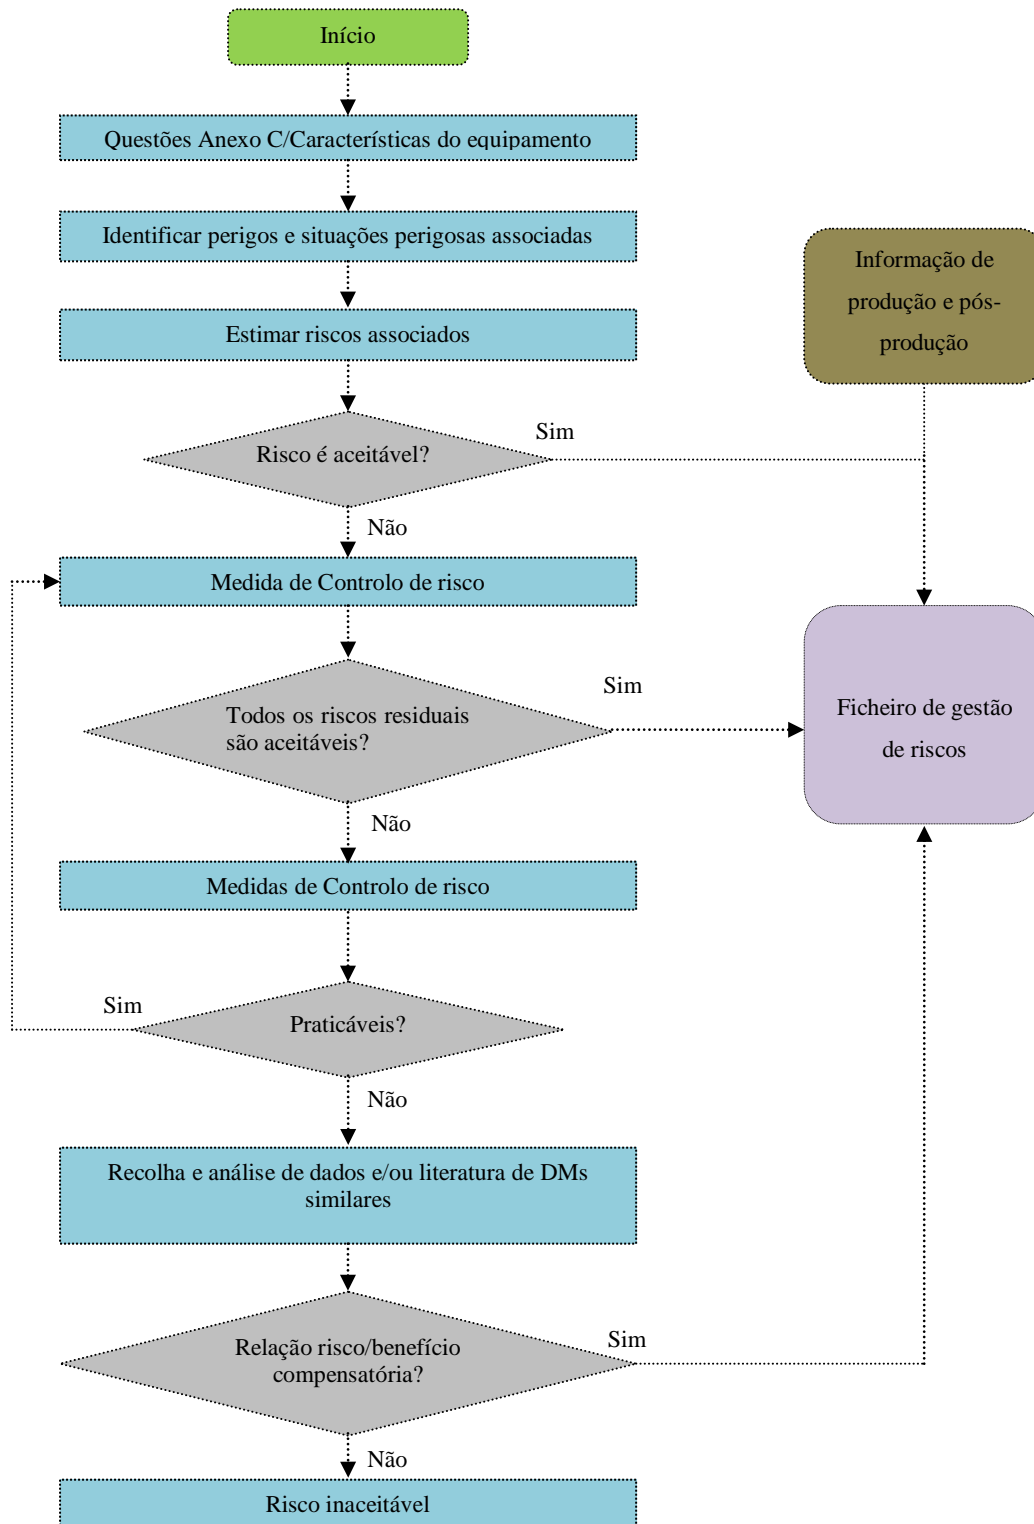 Início
Questões Anexo C/Características do equipamento
Identificar perigos e situações perigosas associadas
Informação de
produção e pós-
produção
Estimar riscos associados
Sim
Risco é aceitável?
Não
Medida de Controlo de risco
Sim
Todos os riscos residuais
são aceitáveis?
Ficheiro de gestão
de riscos
Não
Medidas de Controlo de risco
Sim
Praticáveis?
Não
Recolha e análise de dados e/ou literatura de DMs
similares
Relação risco/benefício
compensatória?
Sim
Não
Risco inaceitável